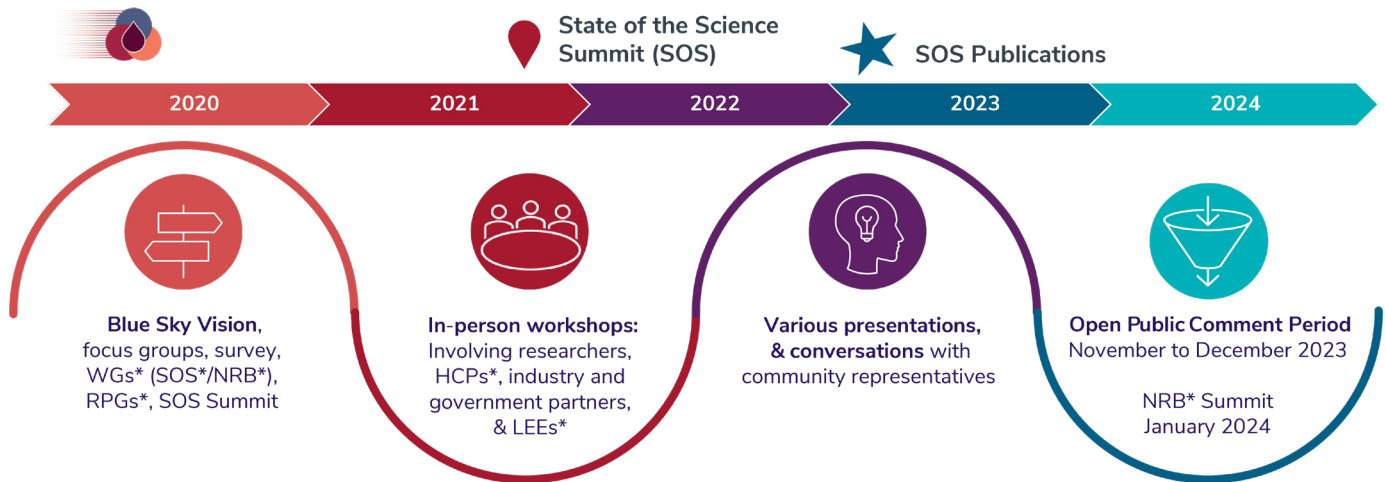 State of the Science
Summit (SOS)
SOS Publications
2020
2021
2022
2023
2024
Blue Sky Vision,
focus groups, survey,
WGs* (SOS*/NRB*),
RPGs*, SOS Summit
In-person workshops:
Involving researchers,
HCPs*, industry and
government partners,
& LEEs*
Various presentations,
& conversations with
community representatives
Open Public Comment Period
November to December 2023
NRB* Summit
January 2024